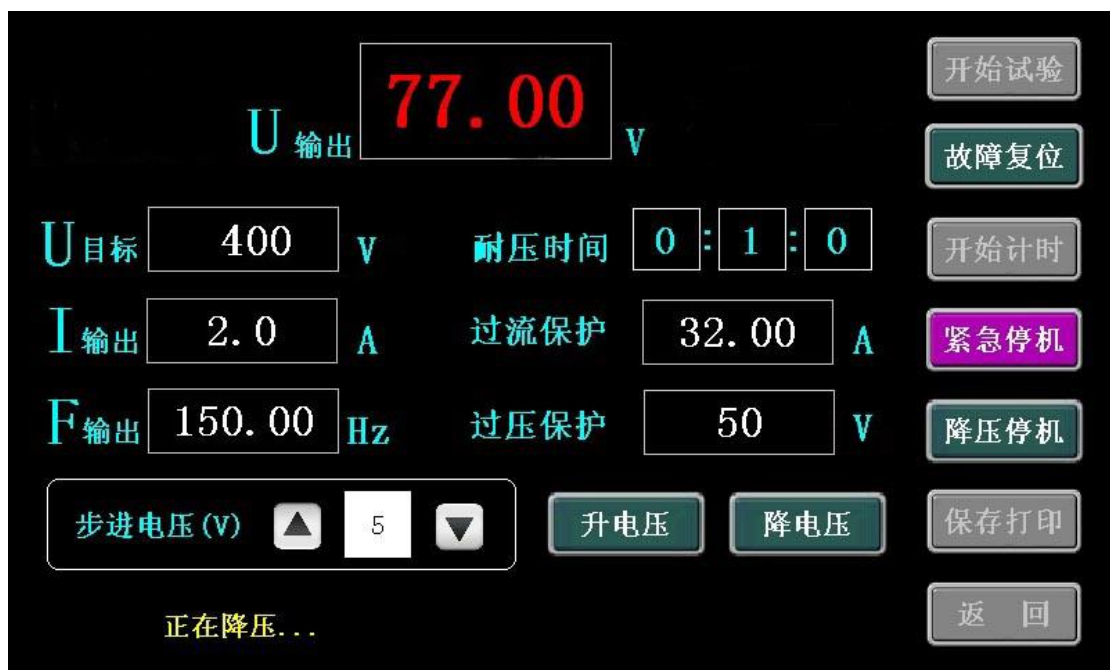 U输出 77.00 V
开始试验
故障复位
U目标 400 V 耐压时间 0:1:0
开始计时
I输出 2.0 A 过流保护 32.00 A
紧急停机
F输出 150.00 Hz 过压保护 50 V
降压停机
步进电压(V) 5 升电压 降电压
保存打印
正在降压...
返 回